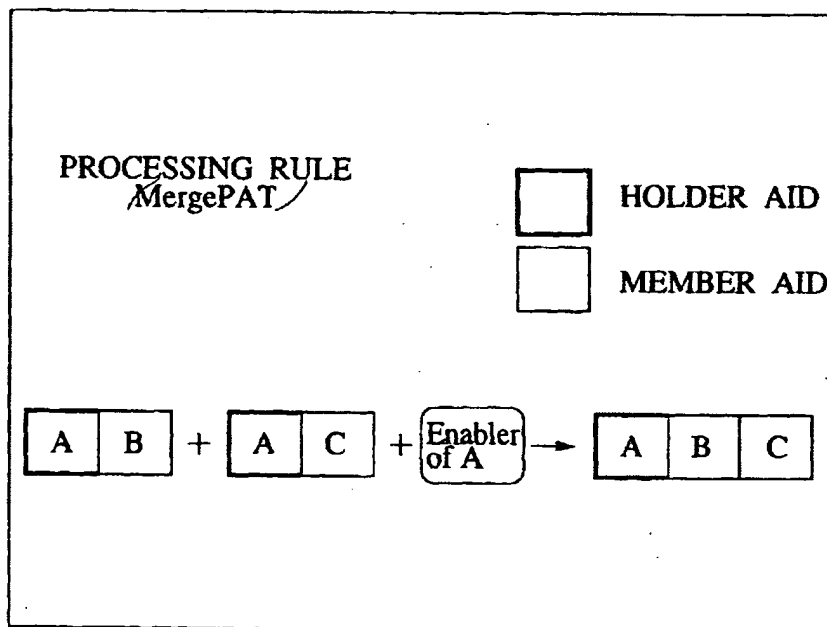 PROCESSING RULE
MergePAT
HOLDER AID
MEMBER AID
A B + A C + Enabler of A → A B C